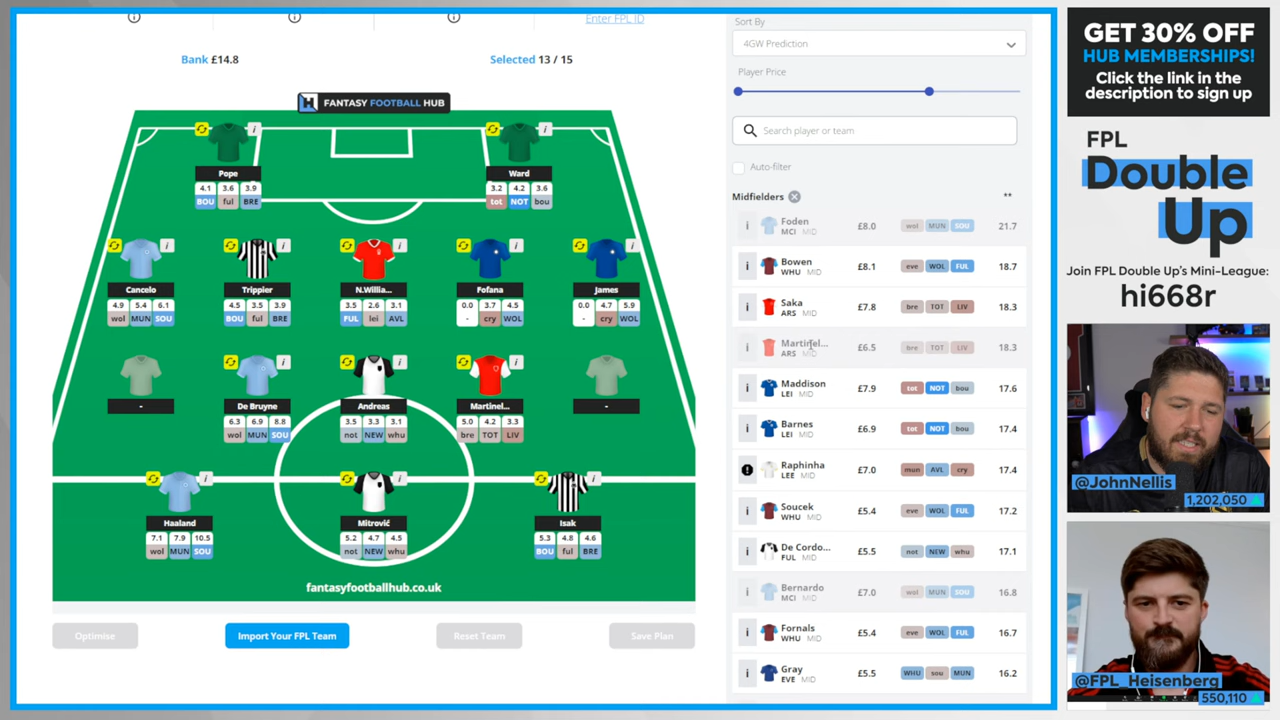 Enter FPL ID
Bank £14.8
Selected 13 / 15
FANTASY FOOTBALL HUB
Pope
4.1 3.6 3.9
BOU ful BRE
Ward
3.2 4.2 3.6
tot NOT bou
Cancelo
4.9 5.4 6.1
wol MUN SOU
Trippier
4.5 3.5 3.9
BOU ful BRE
N.Willia...
3.5 2.6 3.1
FUL lei AVL
Fofana
0.0 3.7 4.5
- cry WOL
James
0.0 4.7 5.9
- cry WOL
-
De Bruyne
6.3 6.9 8.8
wol MUN SOU
Andreas
3.5 3.3 3.1
not NEW whu
Martinel...
5.0 4.2 3.3
bre TOT LIV
-
Haaland
7.1 7.9 10.5
wol MUN SOU
Mitrović
5.2 4.7 4.5
not NEW whu
Isak
5.3 4.8 4.6
BOU ful BRE
fantasyfootballhub.co.uk
Optimise
Import Your FPL Team
Reset Team
Save Plan
Sort By
4GW Prediction
Player Price
Search player or team
Auto-filter
Midfielders
**
Foden
MCI MID
£8.0 wol MUN SOU 21.7
Bowen
WHU MID
£8.1 eve WOL FUL 18.7
Saka
ARS MID
£7.8 bre TOT LIV 18.3
Martinel...
ARS MID
£6.5 bre TOT LIV 18.3
Maddison
LEI MID
£7.9 tot NOT bou 17.6
Barnes
LEI MID
£6.9 tot NOT bou 17.4
Raphinha
LEE MID
£7.0 mun AVL cry 17.4
Soucek
WHU MID
£5.4 eve WOL FUL 17.2
De Cordo...
FUL MID
£5.5 not NEW whu 17.1
Bernardo
MCI MID
£7.0 wol MUN SOU 16.8
Fornals
WHU MID
£5.4 eve WOL FUL 16.7
Gray
EVE MID
£5.5 WHU sou MUN 16.2
GET 30% OFF
HUB MEMBERSHIPS!
Click the link in the
description to sign up
FPL
Double
Up
Join FPL Double Up's Mini-League:
hi668r
@JohnNellis
1,202,050
@FPL_Heisenberg
550,110